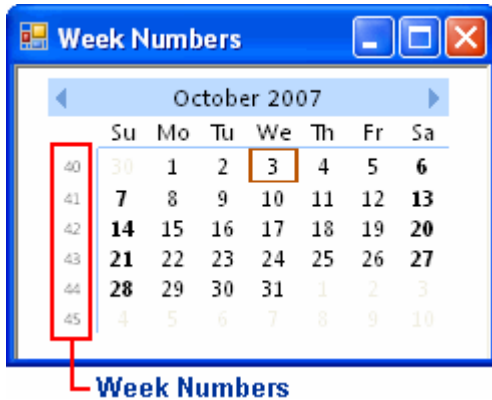 Week Numbers
October 2007
Su Mo Tu We Th Fr Sa
40 30 1 2 3 4 5 6
41 7 8 9 10 11 12 13
42 14 15 16 17 18 19 20
43 21 22 23 24 25 26 27
44 28 29 30 31 1 2 3
45 4 5 6 7 8 9 10
Week Numbers